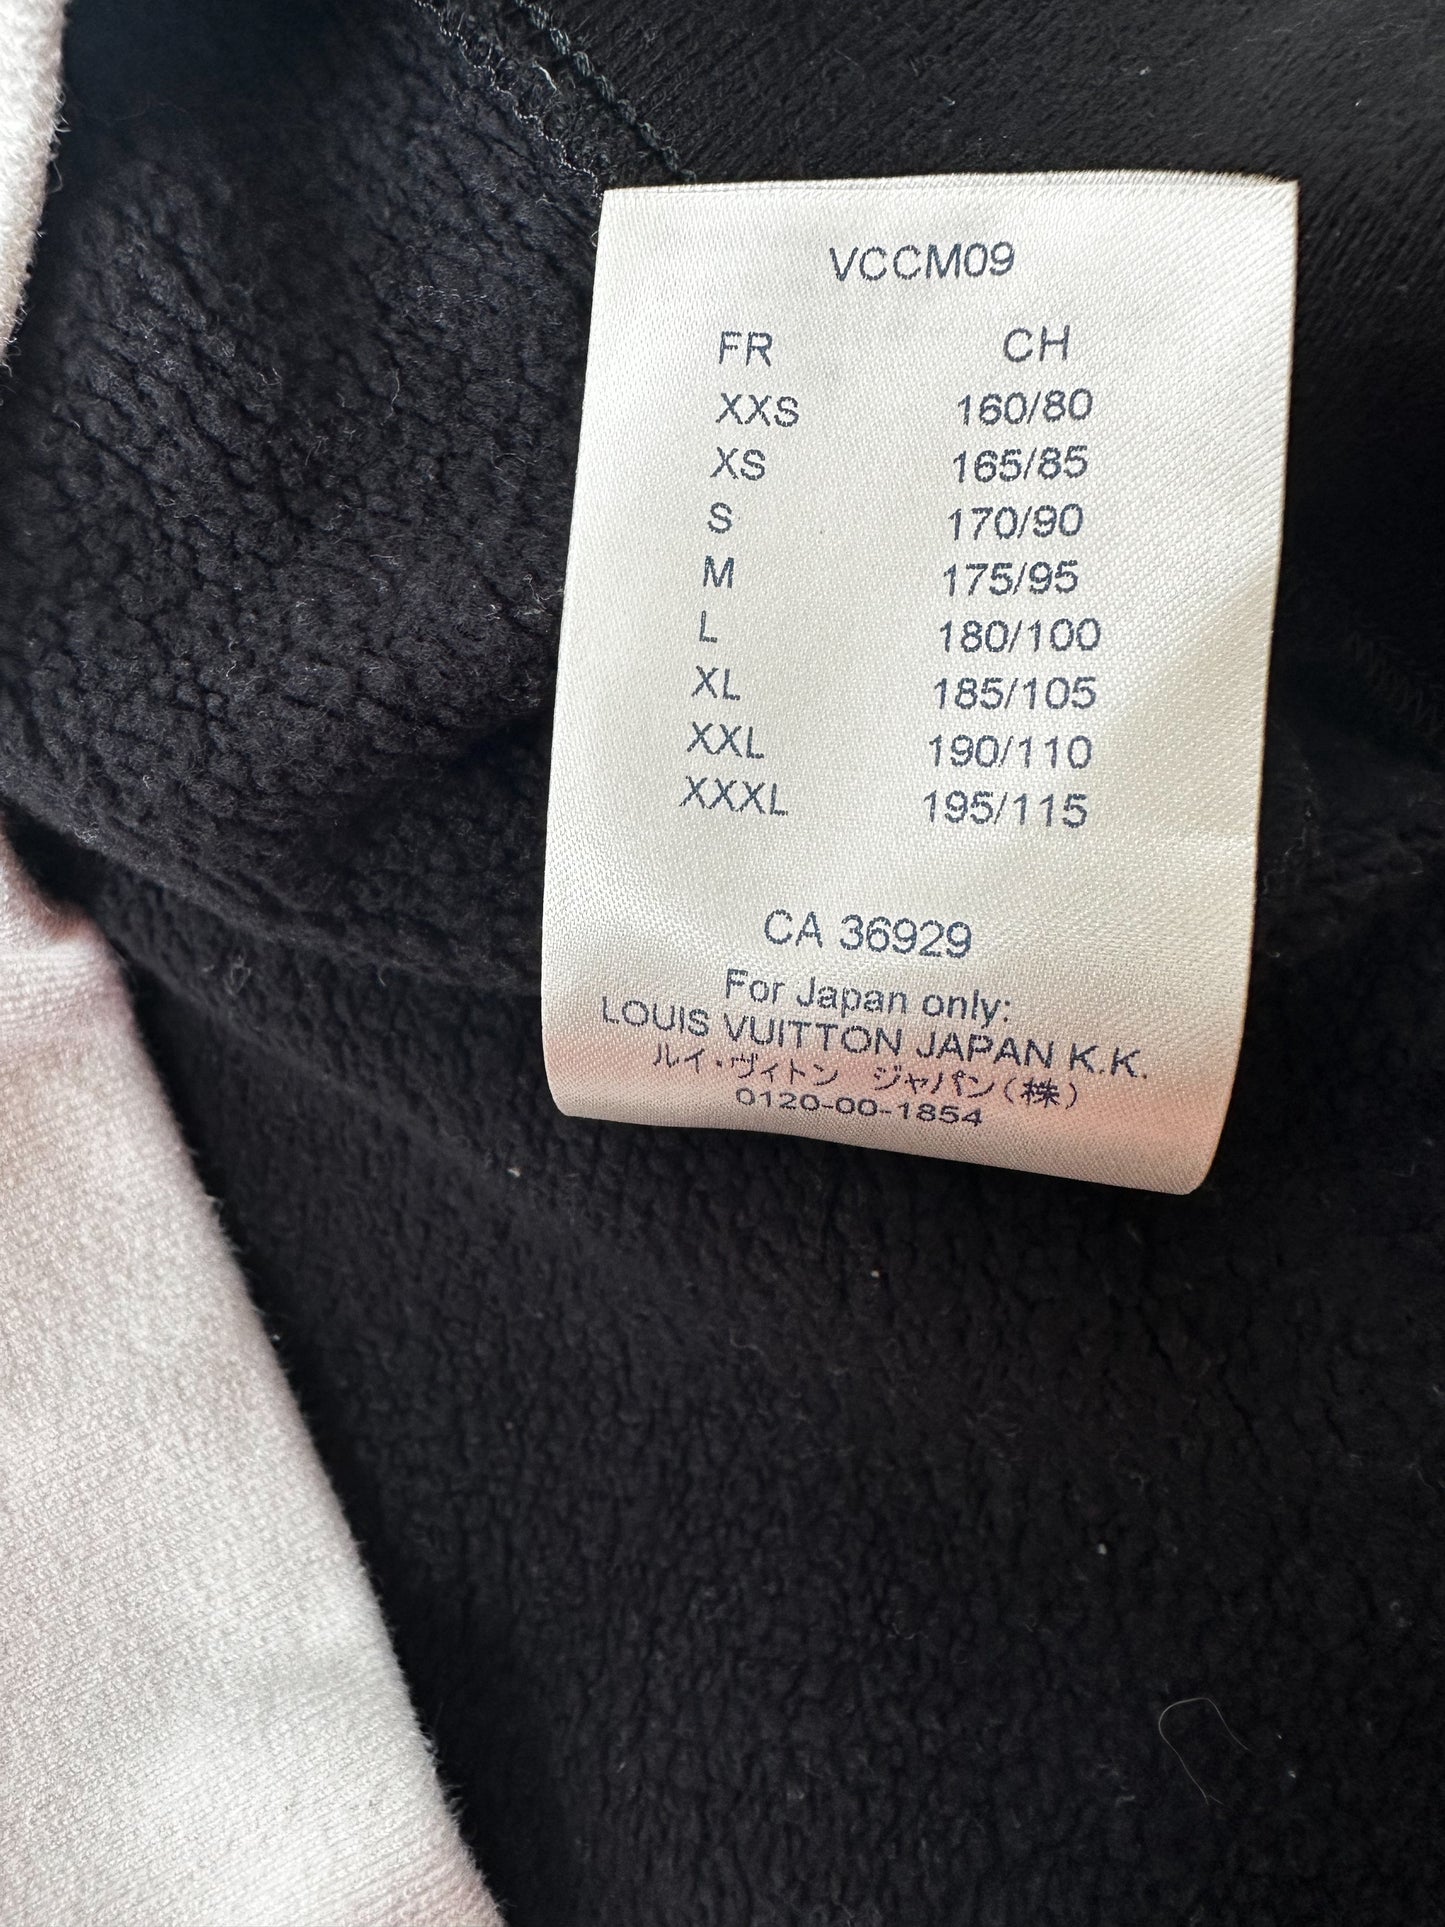 VCCM09
FR CH
XXS 160/80
XS 165/85
S 170/90
M 175/95
L 180/100
XL 185/105
XXL 190/110
XXXL 195/115
CA 36929
For Japan only:
LOUIS VUITTON JAPAN K.K.
ルイ・ヴィトン ジャパン(株)
0120-00-1854